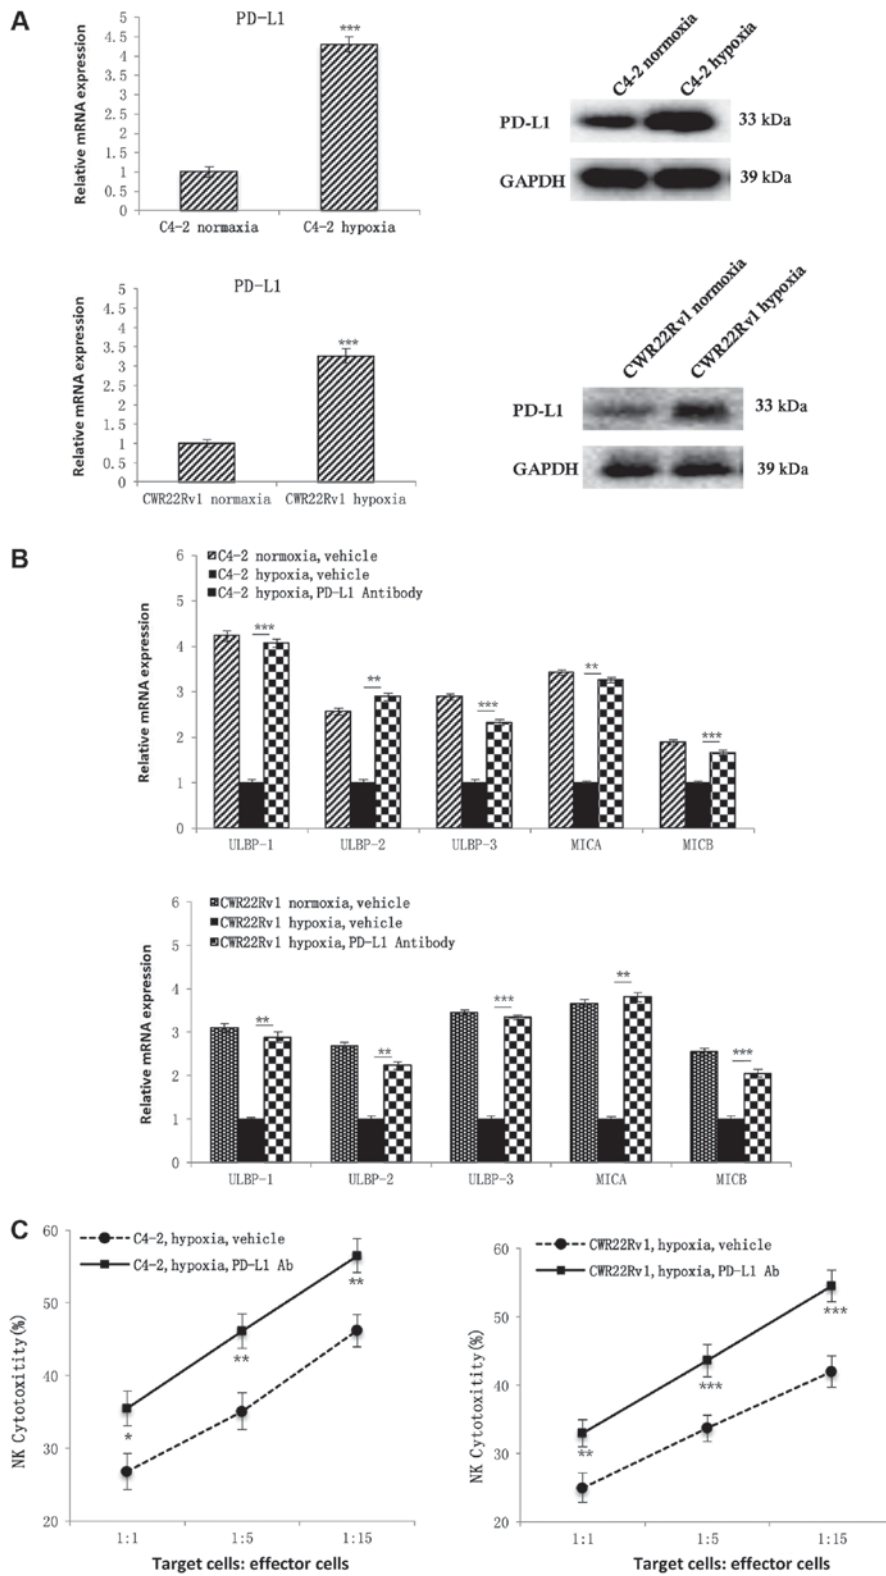 A
PD-L1
Relative mRNA expression
5
4.5
4
3.5
3
2.5
2
1.5
1
0.5
0
***
C4-2 normaxia
C4-2 hypoxia
C4-2 normoxia
C4-2 hypoxia
PD-L1
33 kDa
GAPDH
39 kDa
PD-L1
Relative mRNA expression
5
4.5
4
3.5
3
2.5
2
1.5
1
0.5
0
***
CWR22Rv1 normaxia
CWR22Rv1 hypoxia
CWR22Rv1 normoxia
CWR22Rv1 hypoxia
PD-L1
33 kDa
GAPDH
39 kDa
B
Relative mRNA expression
6
5
4
3
2
1
0
C4-2 normoxia, vehicle
C4-2 hypoxia, vehicle
C4-2 hypoxia, PD-L1 Antibody
***
**
***
**
***
ULBP-1
ULBP-2
ULBP-3
MICA
MICB
Relative mRNA expression
6
5
4
3
2
1
0
CWR22Rv1 normoxia, vehicle
CWR22Rv1 hypoxia, vehicle
CWR22Rv1 hypoxia, PD-L1 Antibody
**
**
***
**
***
ULBP-1
ULBP-2
ULBP-3
MICA
MICB
C
NK Cytotoxitity(%)
60
50
40
30
20
C4-2, hypoxia, vehicle
C4-2, hypoxia, PD-L1 Ab
*
**
**
1:1
1:5
1:15
Target cells: effector cells
NK Cytotoxitity(%)
60
50
40
30
20
CWR22Rv1, hypoxia, vehicle
CWR22Rv1, hypoxia, PD-L1 Ab
**
***
***
1:1
1:5
1:15
Target cells: effector cells